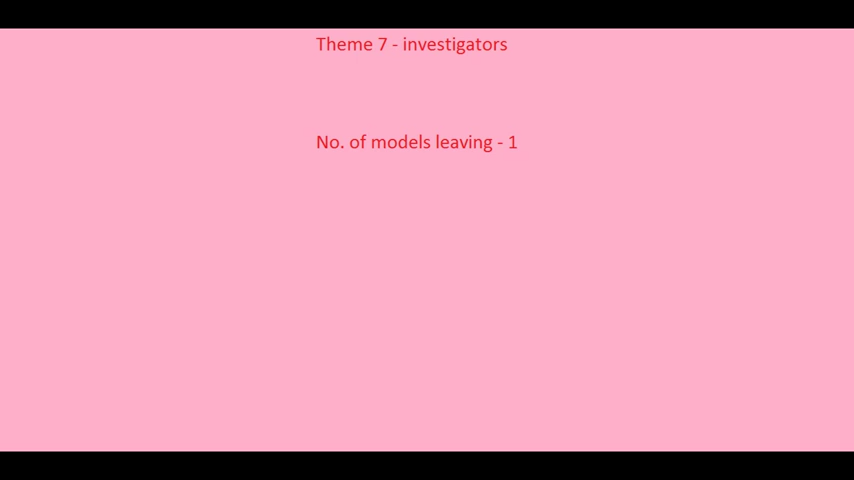 Theme 7 - investigators
No. of models leaving - 1